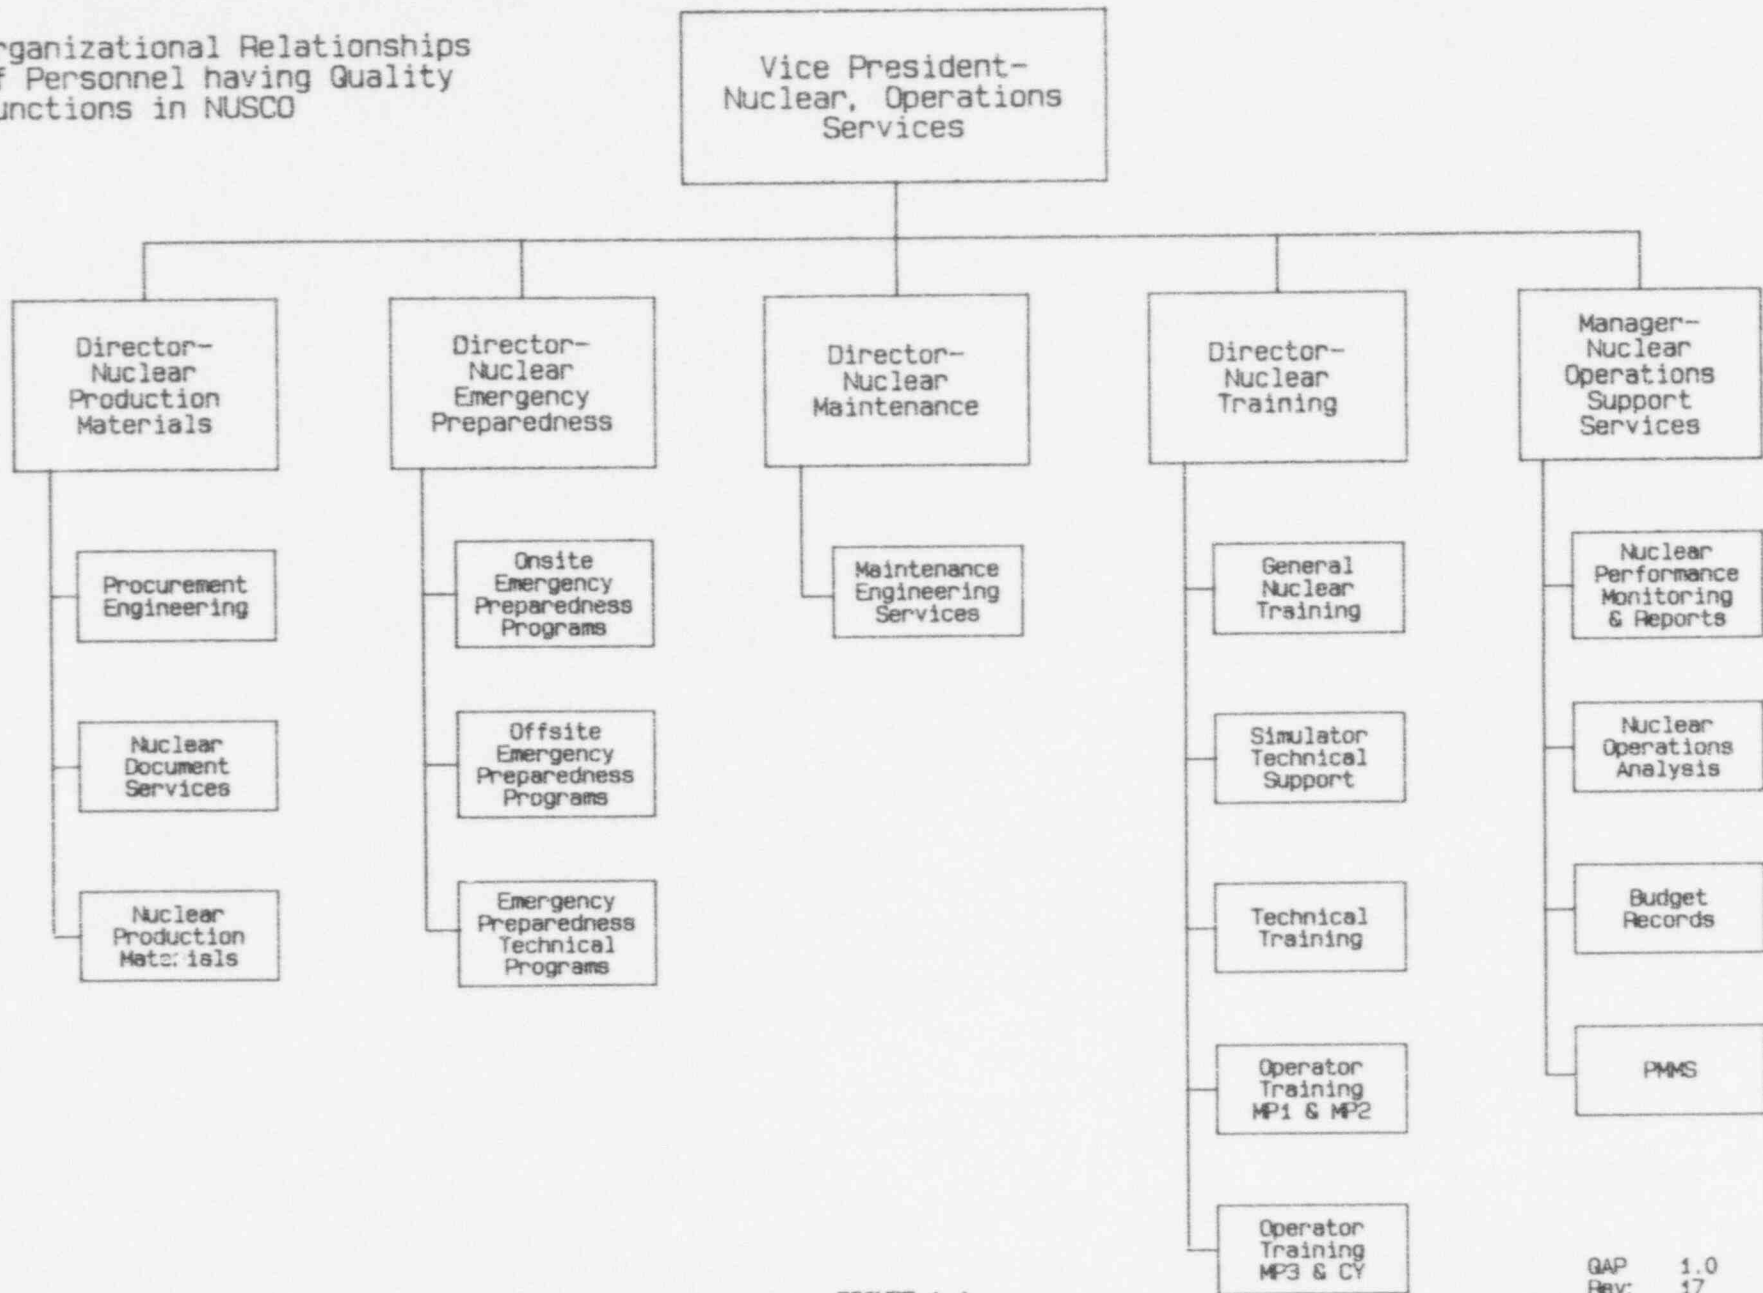 rganizational Relationships
f Personnel having Quality
unctions in NUSCO
Vice President-
Nuclear, Operations
Services
Director-
Nuclear
Production
Materials
Director-
Nuclear
Emergency
Preparedness
Director-
Nuclear
Maintenance
Director-
Nuclear
Training
Manager-
Nuclear
Operations
Support
Services
Procurement
Engineering
Nuclear
Document
Services
Nuclear
Production
Materials
Onsite
Emergency
Preparedness
Programs
Offsite
Emergency
Preparedness
Programs
Emergency
Preparedness
Technical
Programs
Maintenance
Engineering
Services
General
Nuclear
Training
Simulator
Technical
Support
Technical
Training
Operator
Training
MP1 & MP2
Operator
Training
MP3 & CY
Nuclear
Performance
Monitoring
& Reports
Nuclear
Operations
Analysis
Budget
Records
PMMS
QAP 1.0
Rev: 17